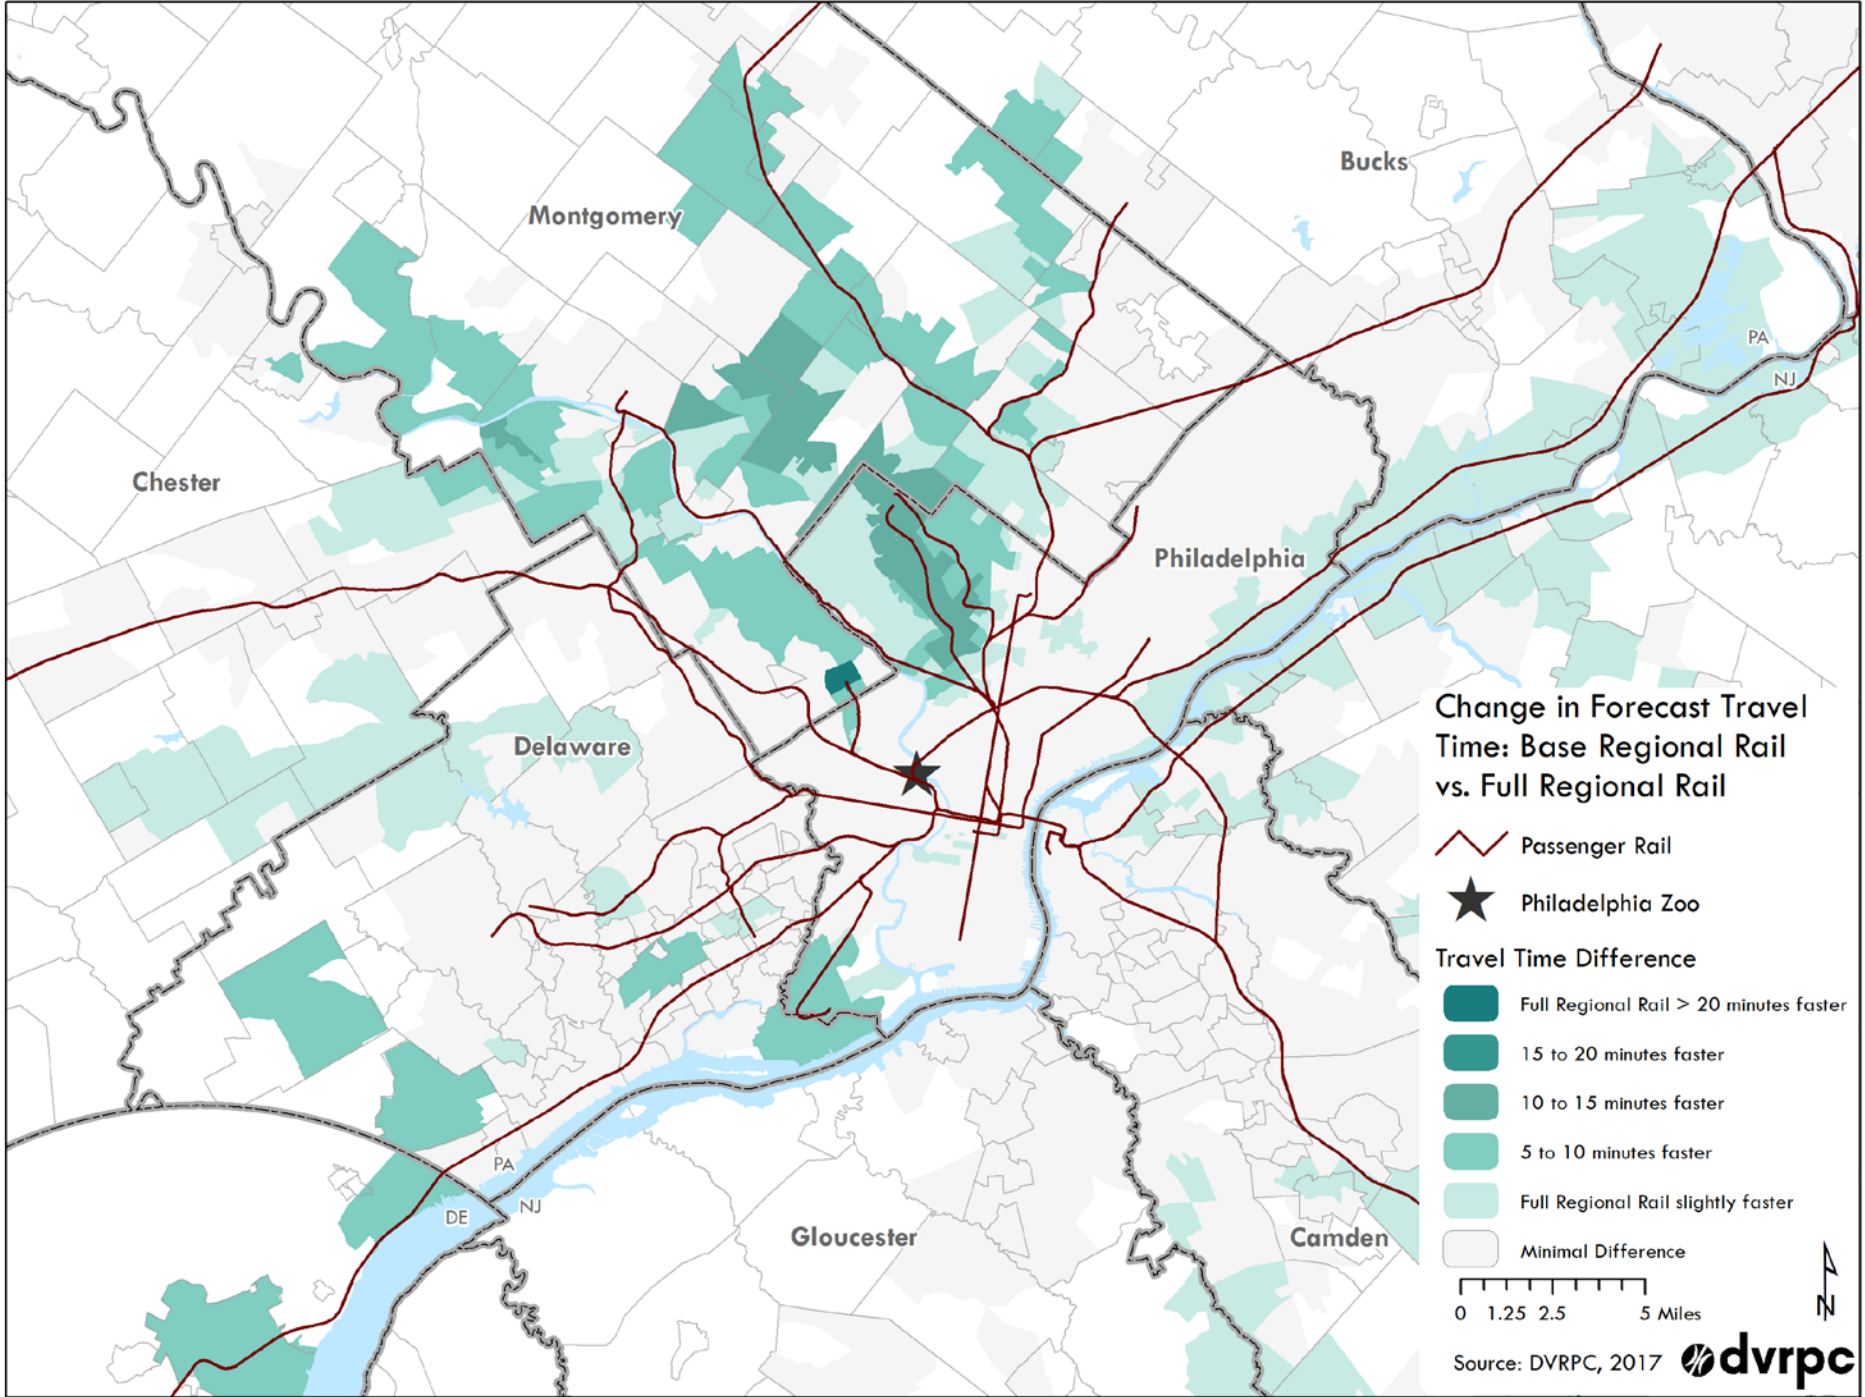 Bucks
Montgomery
PA
NJ
Chester
Philadelphia
Delaware
PA
NJ
DE
Gloucester
Camden
Change in Forecast Travel
Time: Base Regional Rail
vs. Full Regional Rail
Passenger Rail
Philadelphia Zoo
Travel Time Difference
Full Regional Rail > 20 minutes faster
15 to 20 minutes faster
10 to 15 minutes faster
5 to 10 minutes faster
Full Regional Rail slightly faster
Minimal Difference
0 1.25 2.5 5 Miles
N
Source: DVRPC, 2017 dvrpc